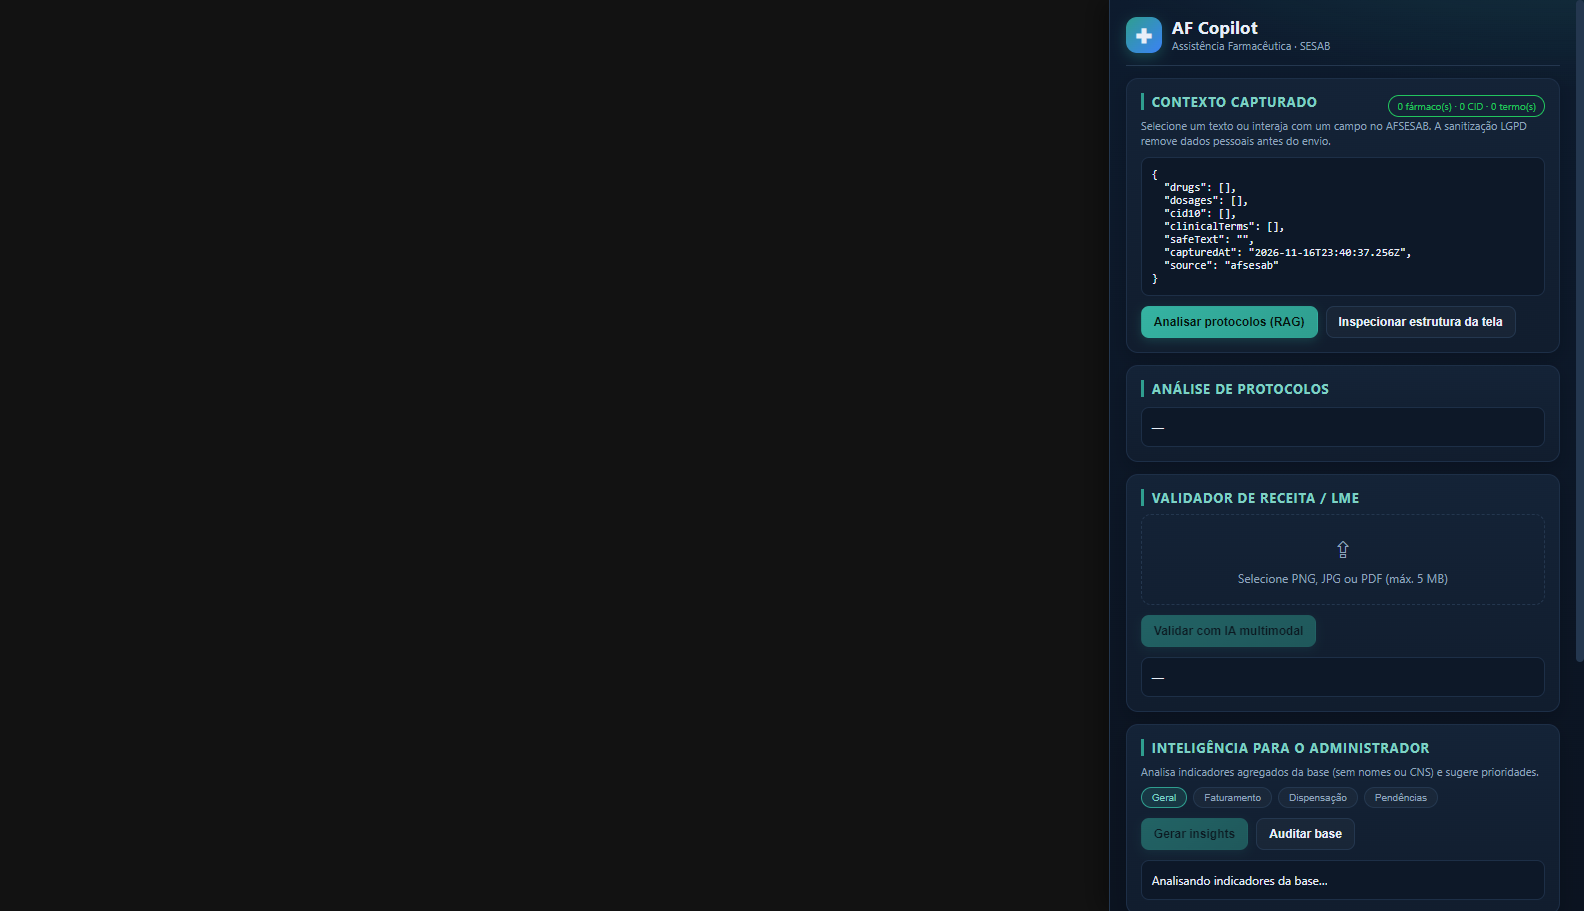 AF Copilot
Assistência Farmacêutica · SESAB
CONTEXTO CAPTURADO
0 fármaco(s) · 0 CID · 0 termo(s)
Selecione um texto ou interaja com um campo no AFSESAB. A sanitização LGPD
remove dados pessoais antes do envio.
{
  "drugs": [],
  "dosages": [],
  "cid10": [],
  "clinicalTerms": [],
  "safeText": "",
  "capturedAt": "2026-11-16T23:40:37.256Z",
  "source": "afsesab"
}
Analisar protocolos (RAG)
Inspecionar estrutura da tela
ANÁLISE DE PROTOCOLOS
—
VALIDADOR DE RECEITA / LME
Selecione PNG, JPG ou PDF (máx. 5 MB)
Validar com IA multimodal
—
INTELIGÊNCIA PARA O ADMINISTRADOR
Analisa indicadores agregados da base (sem nomes ou CNS) e sugere prioridades.
Geral
Faturamento
Dispensação
Pendências
Gerar insights
Auditar base
Analisando indicadores da base...